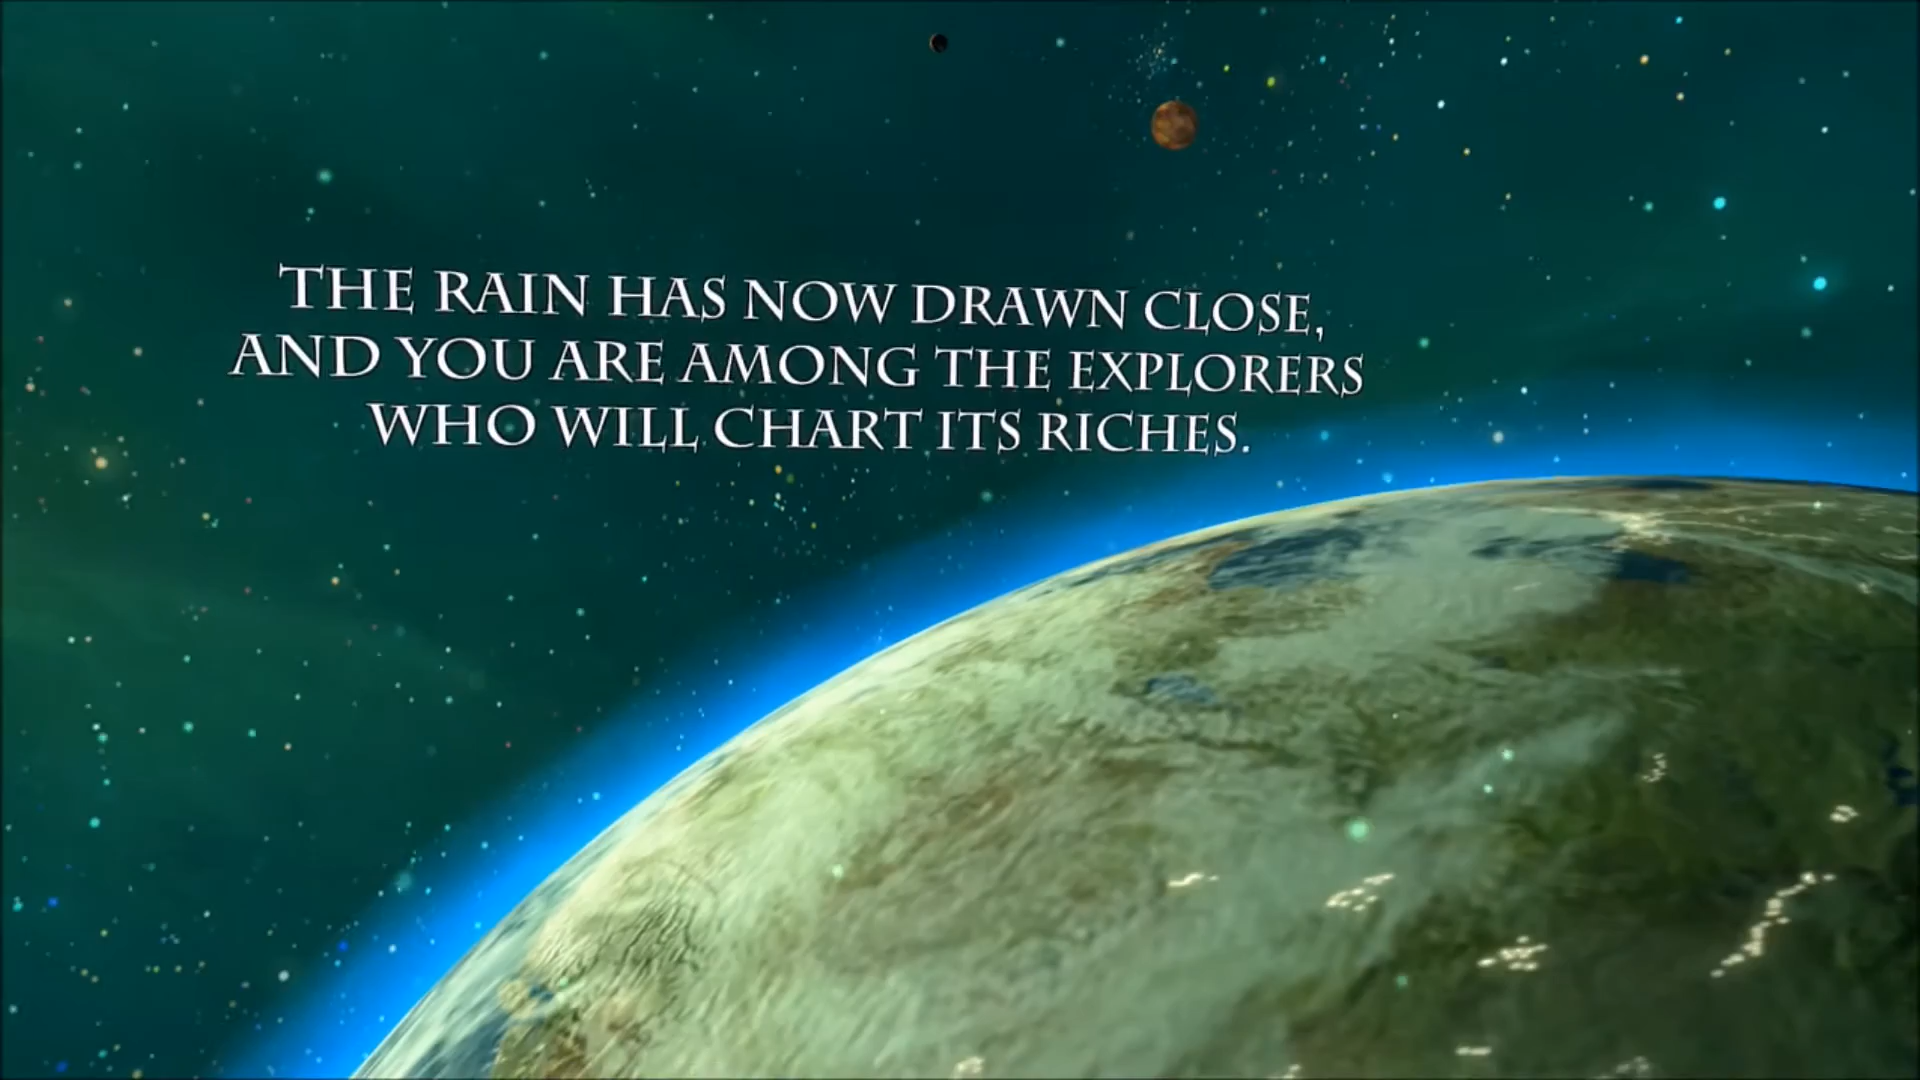 THE RAIN HAS NOW DRAWN CLOSE,
AND YOU ARE AMONG THE EXPLORERS
WHO WILL CHART ITS RICHES.